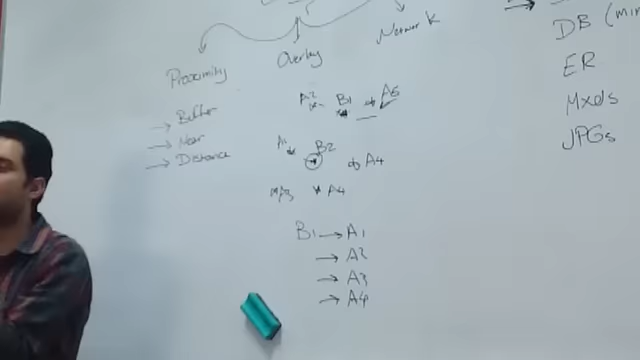 Proximity
Overlay
Network
→ Buffer
→ Near
→ Distance
A2
B1
A5
A1
B2
A4
A3
A4
B1 → A1
→ A2
→ A3
→ A4
DB
ER
Mxds
JPGs